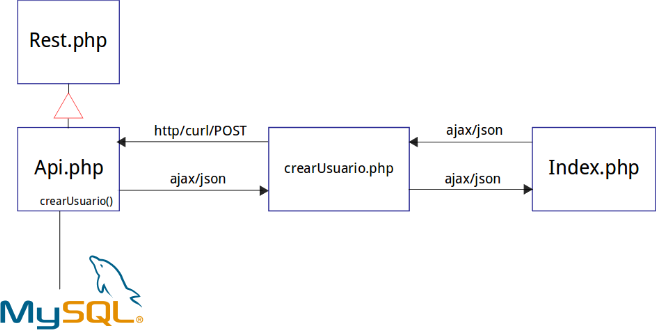 Rest.php
http/curl/POST
ajax/json
Api.php
crearUsuario.php
Index.php
ajax/json
ajax/json
crearUsuario()
MySQL®